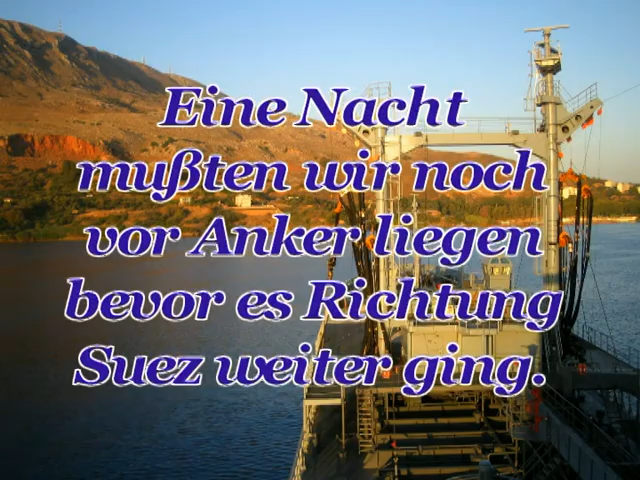 Eine Nacht
mußten wir noch
vor Anker liegen
bevor es Richtung
Suez weiter ging.